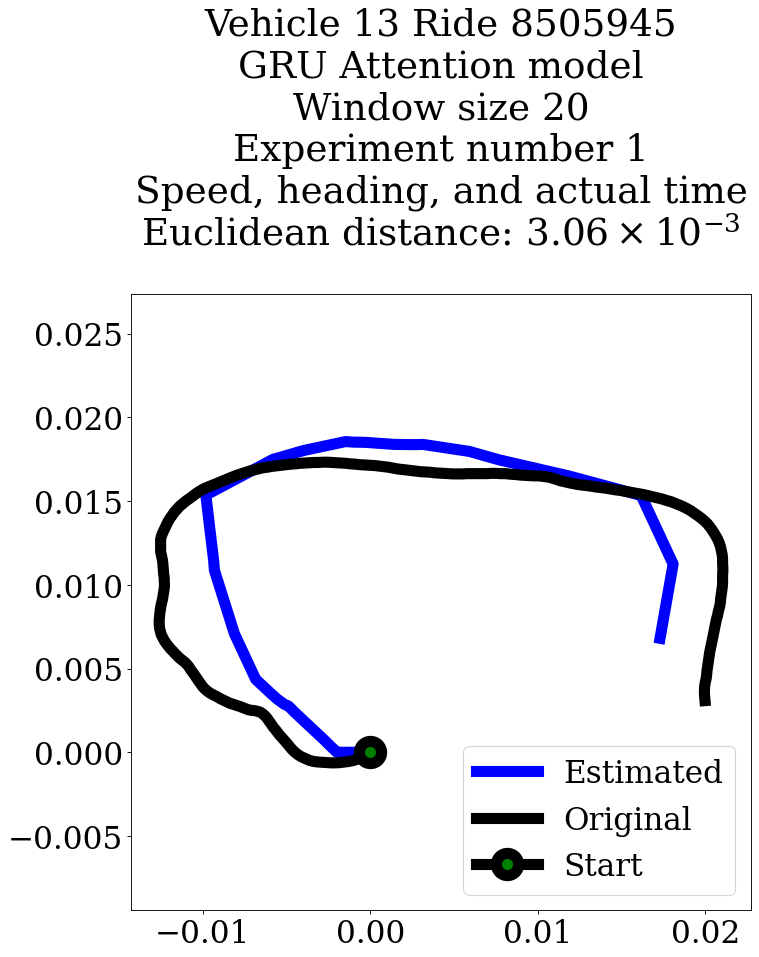 Vehicle 13 Ride 8505945
GRU Attention model
Window size 20
Experiment number 1
Speed, heading, and actual time
Euclidean distance: 3.06 × 10⁻³
0.025
0.020
0.015
0.010
0.005
0.000
−0.005
Estimated
Original
Start
−0.01
0.00
0.01
0.02